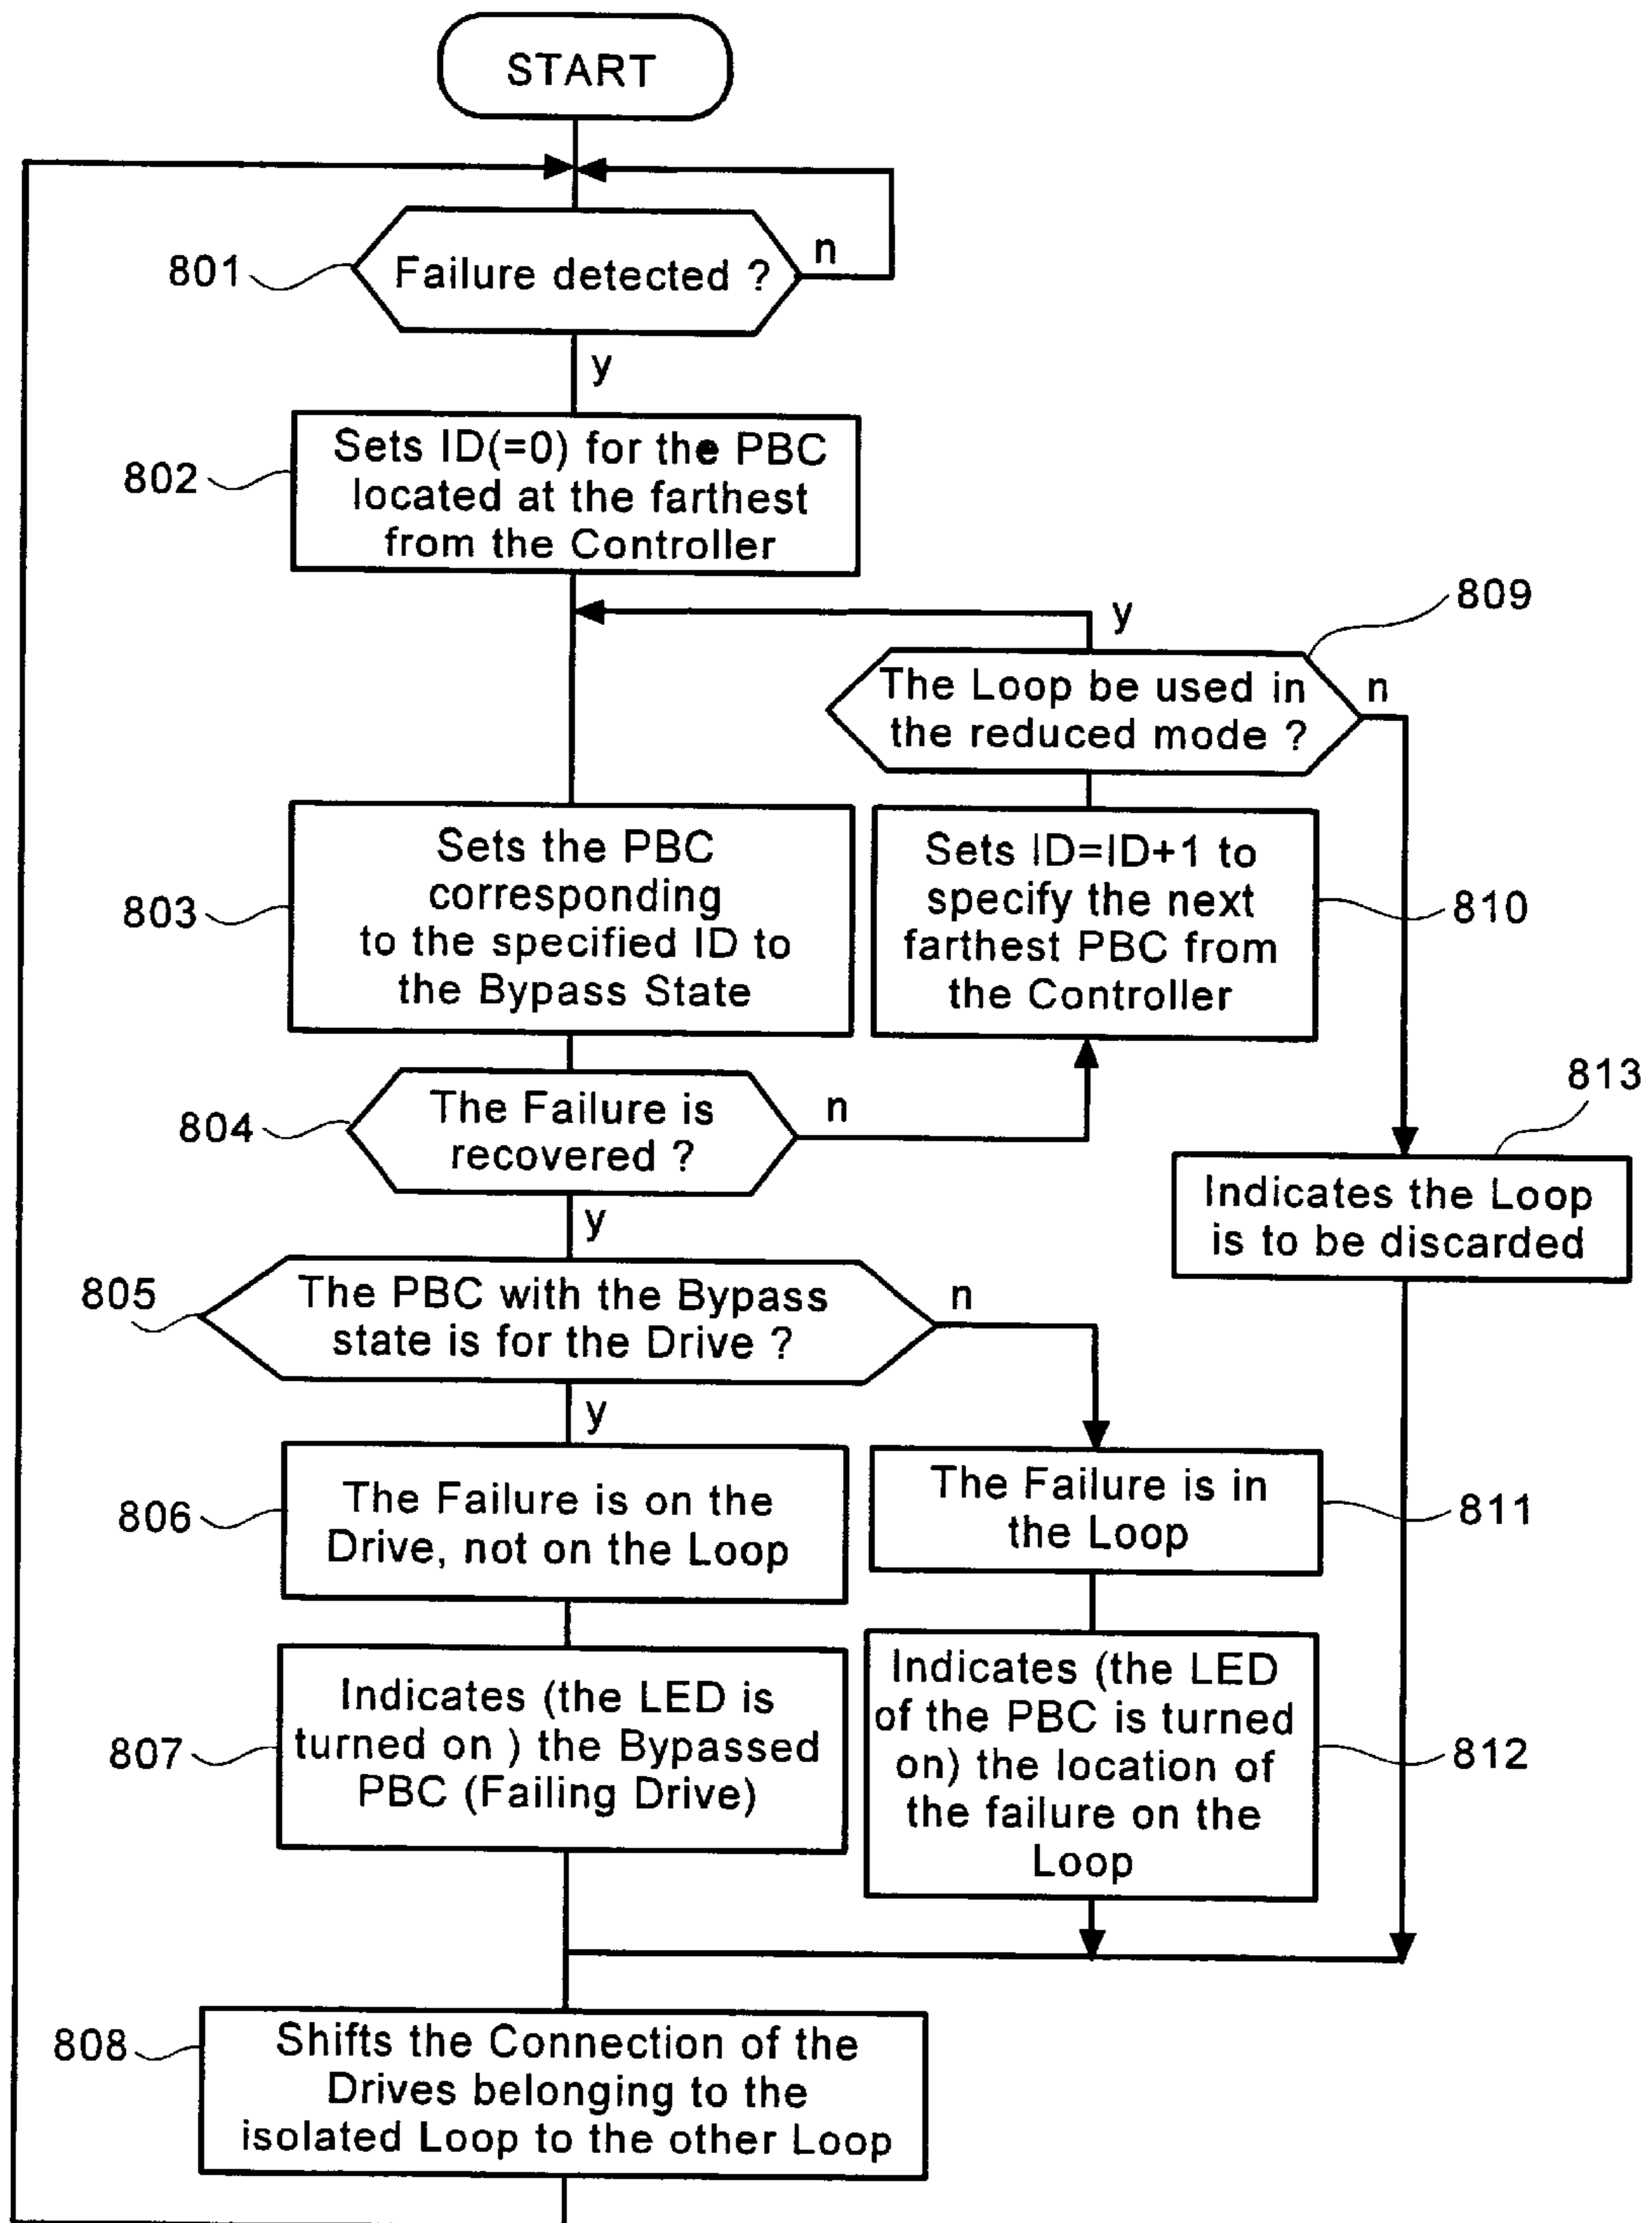 START
801
Failure detected ?
n
y
802
Sets ID(=0) for the PBC
located at the farthest
from the Controller
y
809
The Loop be used in
the reduced mode ?
n
803
Sets the PBC
corresponding
to the specified ID to
the Bypass State
Sets ID=ID+1 to
specify the next
farthest PBC from
the Controller
810
804
The Failure is
recovered ?
n
y
813
Indicates the Loop
is to be discarded
805
The PBC with the Bypass
state is for the Drive ?
n
y
806
The Failure is on the
Drive, not on the Loop
The Failure is in
the Loop
811
807
Indicates (the LED is
turned on ) the Bypassed
PBC (Failing Drive)
Indicates (the LED
of the PBC is turned
on) the location of
the failure on the
Loop
812
808
Shifts the Connection of the
Drives belonging to the
isolated Loop to the other Loop